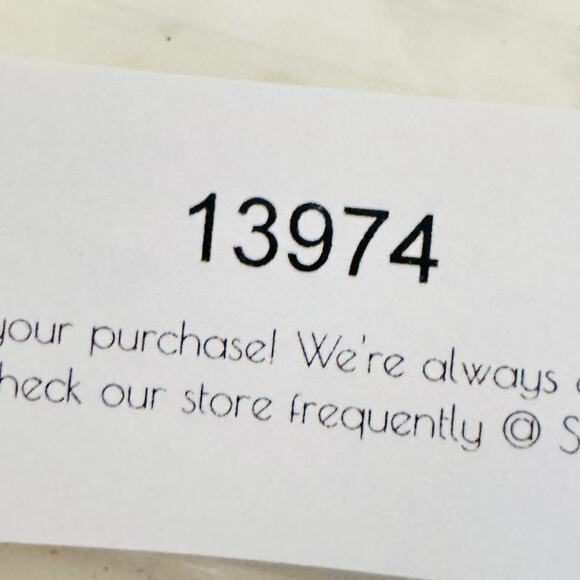 13974
your purchase! We're always
heck our store frequently @ S